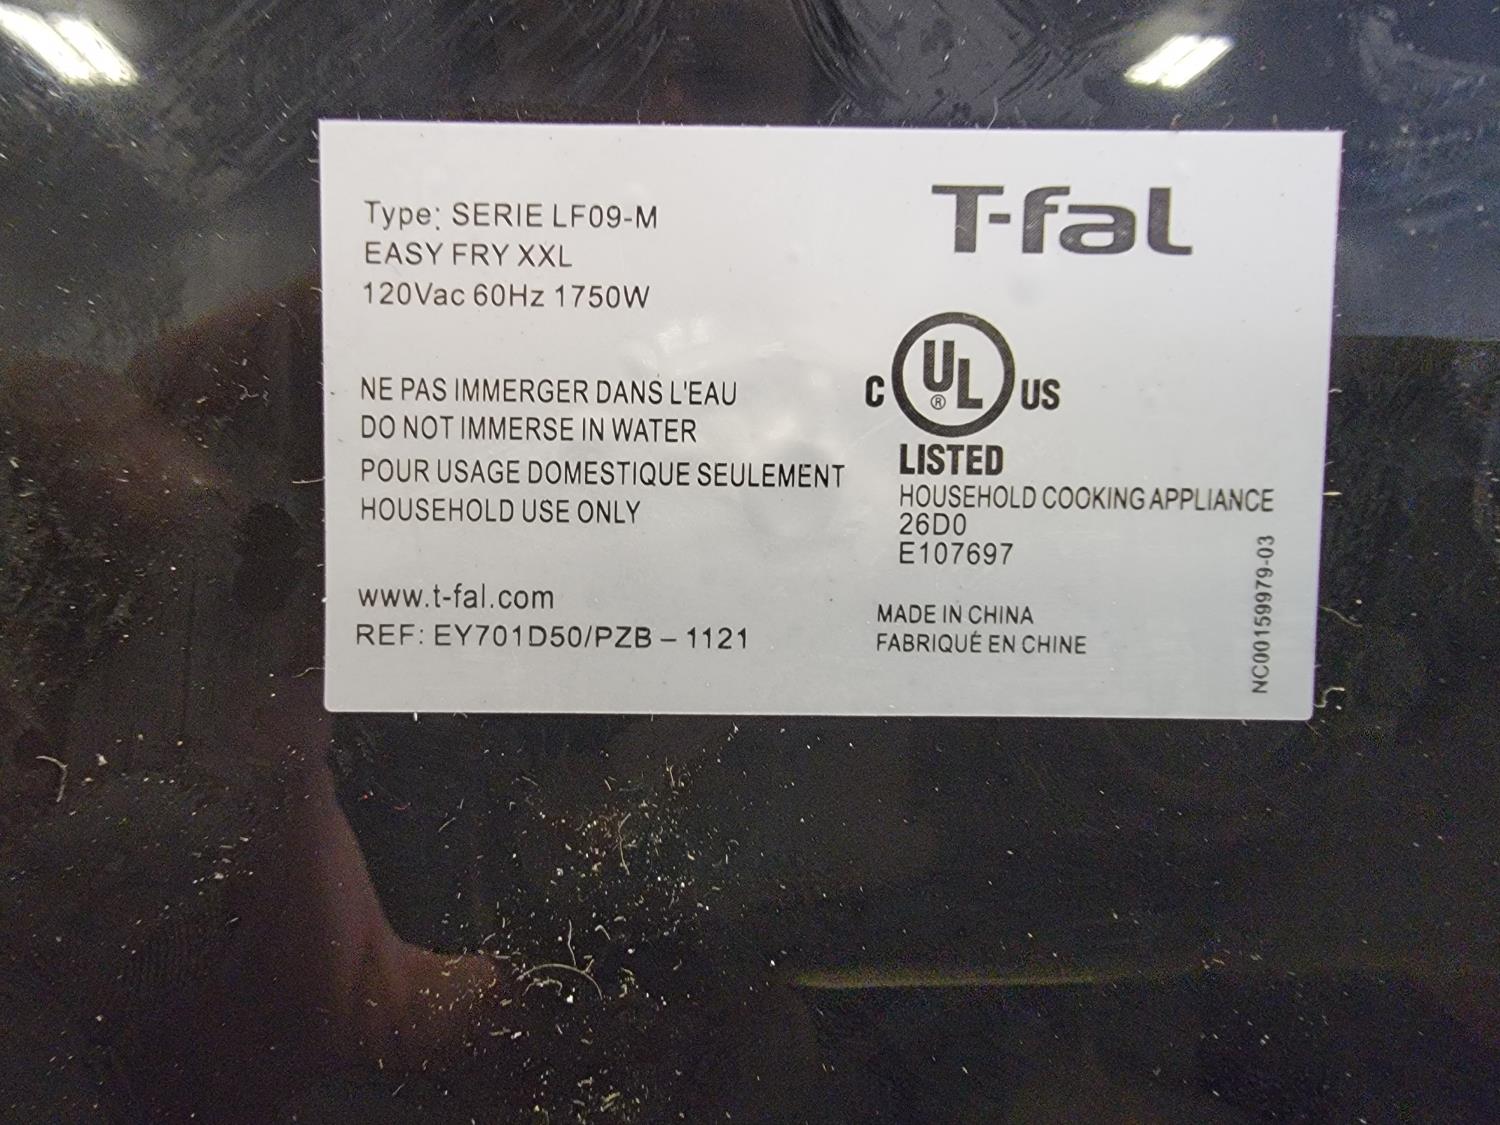 Type: SERIE LF09-M
EASY FRY XXL
120Vac 60Hz 1750W
NE PAS IMMERGER DANS L'EAU
DO NOT IMMERSE IN WATER
POUR USAGE DOMESTIQUE SEULEMENT
HOUSEHOLD USE ONLY
www.t-fal.com
REF: EY701D50/PZB – 1121
T-fal
C UL® US
LISTED
HOUSEHOLD COOKING APPLIANCE
26D0
E107697
MADE IN CHINA
FABRIQUÉ EN CHINE
NC00159979-03